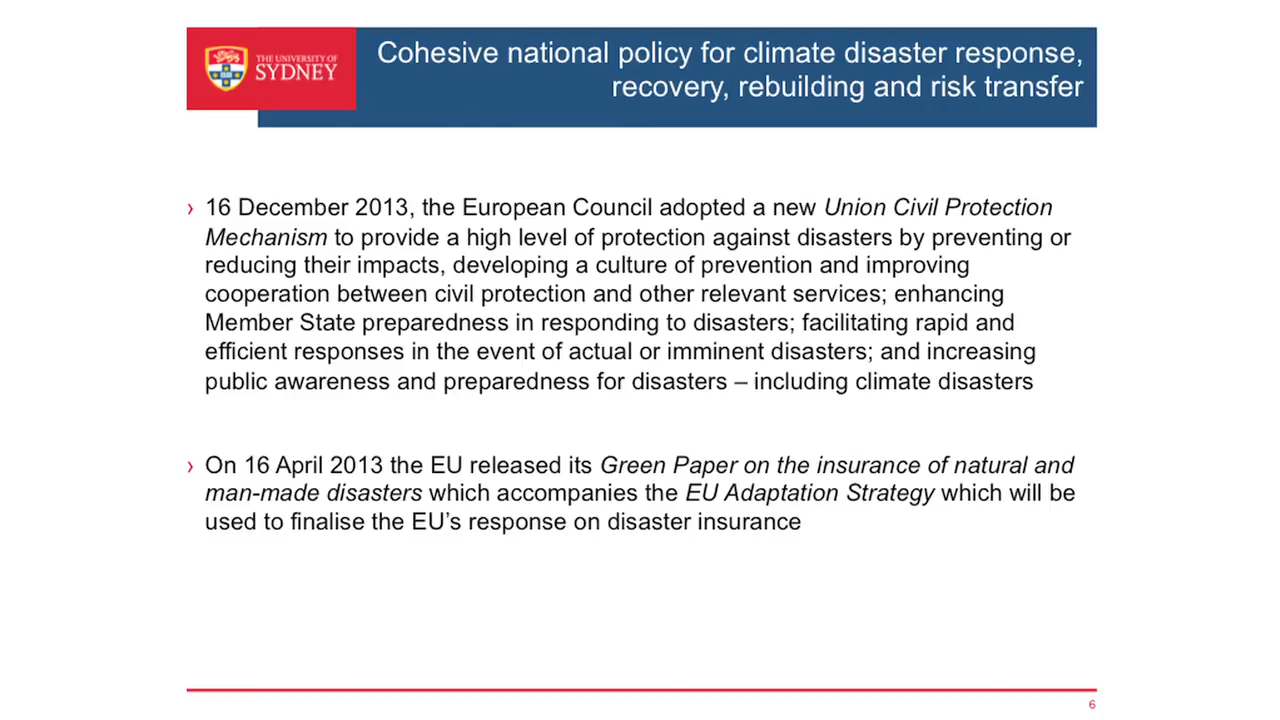 THE UNIVERSITY OF
SYDNEY
Cohesive national policy for climate disaster response,
recovery, rebuilding and risk transfer
› 16 December 2013, the European Council adopted a new Union Civil Protection
Mechanism to provide a high level of protection against disasters by preventing or
reducing their impacts, developing a culture of prevention and improving
cooperation between civil protection and other relevant services; enhancing
Member State preparedness in responding to disasters; facilitating rapid and
efficient responses in the event of actual or imminent disasters; and increasing
public awareness and preparedness for disasters – including climate disasters
› On 16 April 2013 the EU released its Green Paper on the insurance of natural and
man-made disasters which accompanies the EU Adaptation Strategy which will be
used to finalise the EU’s response on disaster insurance
6